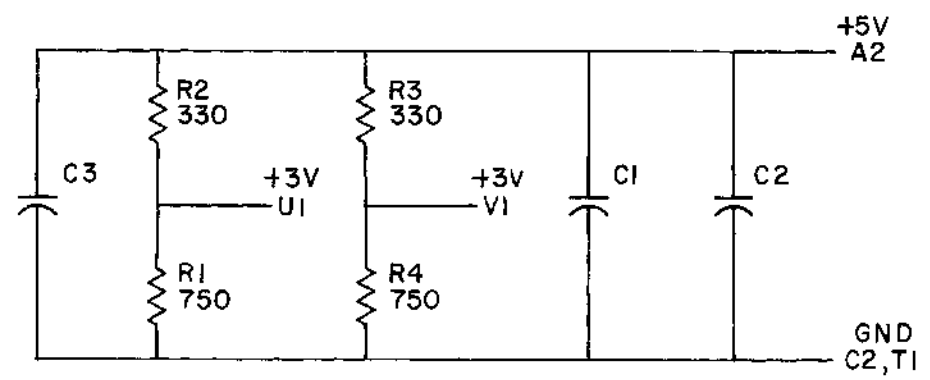 +5V
A2
R2
330
R3
330
C3
+3V
U1
+3V
V1
C1
C2
R1
750
R4
750
GND
C2,T1